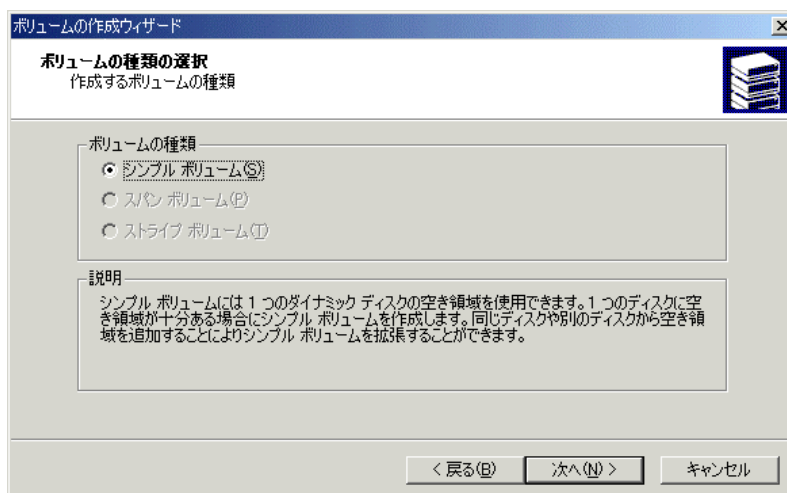 ボリュームの作成ウィザード
ボリュームの種類の選択
作成するボリュームの種類
ボリュームの種類
シンプル ボリューム(S)
スパン ボリューム(P)
ストライプ ボリューム(T)
説明
シンプル ボリュームには 1 つのダイナミック ディスクの空き領域を使用できます。1 つのディスクに空
き領域が十分ある場合にシンプル ボリュームを作成します。同じディスクや別のディスクから空き領
域を追加することによりシンプル ボリュームを拡張することができます。
< 戻る(B)
次へ(N) >
キャンセル